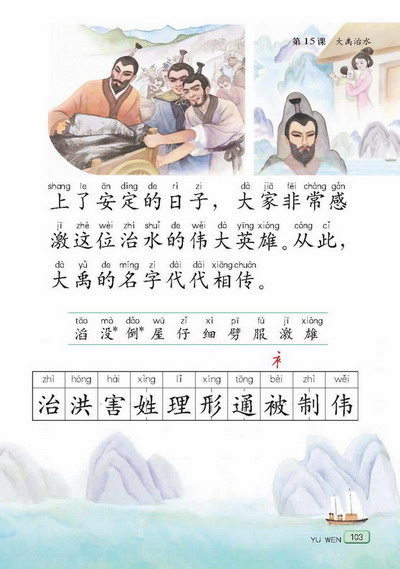 第15课 大禹治水
shang le ān dìng de rì zi dà jiā fēi cháng gǎn
上了安定的日子，大家非常感
jī zhè wèi zhì shuǐ de wěi dà yīng xióng cóng cǐ
激这位治水的伟大英雄。从此，
dà yǔ de míng zi dài dài xiāng chuán
大禹的名字代代相传。
tāo mò dǎo wū zǐ xì pī fú jī xióng
滔 没* 倒* 屋 仔 细 劈 服 激 雄
衤
zhì hóng hài xìng lǐ xíng tōng bèi zhì wěi
治 洪 害 姓 理 形 通 被 制 伟
YU WEN 103